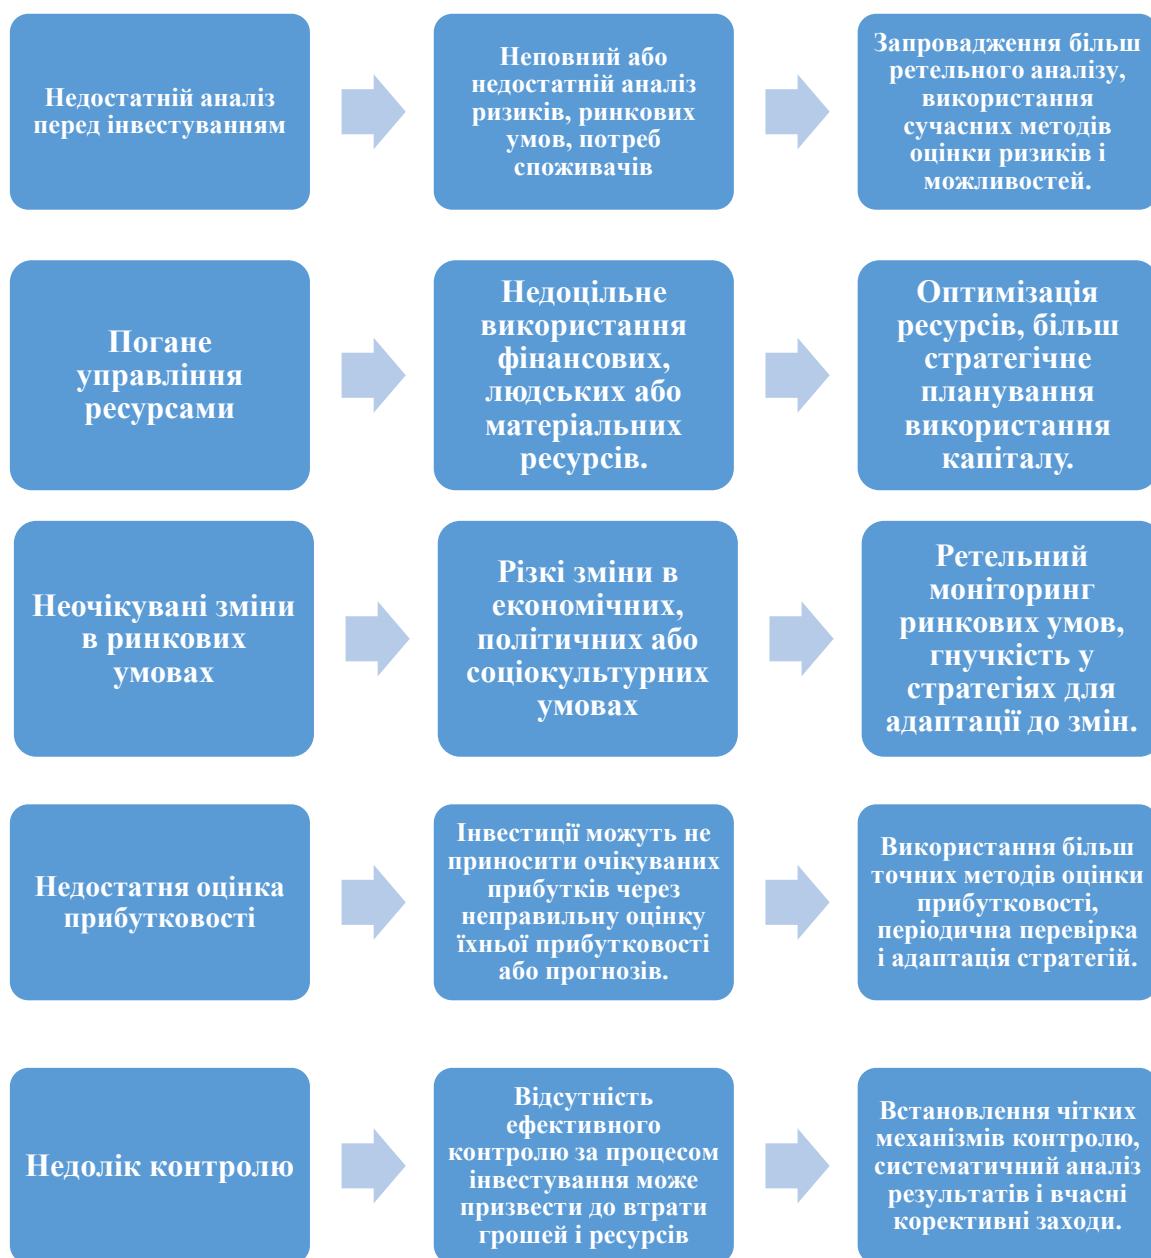 Недостатній аналіз
перед інвестуванням
Неповний або
недостатній аналіз
ризиків, ринкових
умов, потреб
споживачів
Запровадження більш
ретельного аналізу,
використання
сучасних методів
оцінки ризиків і
можливостей.
Погане
управління
ресурсами
Недоцільне
використання
фінансових,
людських або
матеріальних
ресурсів.
Оптимізація
ресурсів, більш
стратегічне
планування
використання
капіталу.
Неочікувані зміни
в ринкових
умовах
Різкі зміни в
економічних,
політичних або
соціокультурних
умовах
Ретельний
моніторинг
ринкових умов,
гнучкість у
стратегіях для
адаптації до змін.
Недостатня оцінка
прибутковості
Інвестиції можуть не
приносити очікуваних
прибутків через
неправильну оцінку
їхньої прибутковості
або прогнозів.
Використання більш
точних методів оцінки
прибутковості,
періодична перевірка
і адаптація стратегій.
Недолік контролю
Відсутність
ефективного
контролю за процесом
інвестування може
призвести до втрати
грошей і ресурсів
Встановлення чітких
механізмів контролю,
систематичний аналіз
результатів і вчасні
корективні заходи.